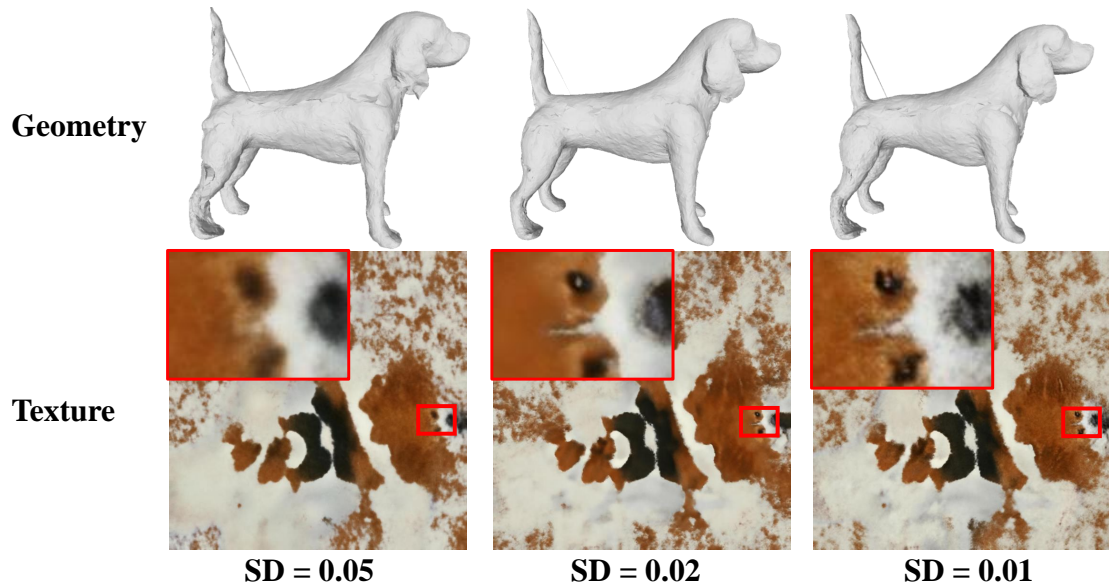 Geometry
Texture
SD = 0.05
SD = 0.02
SD = 0.01